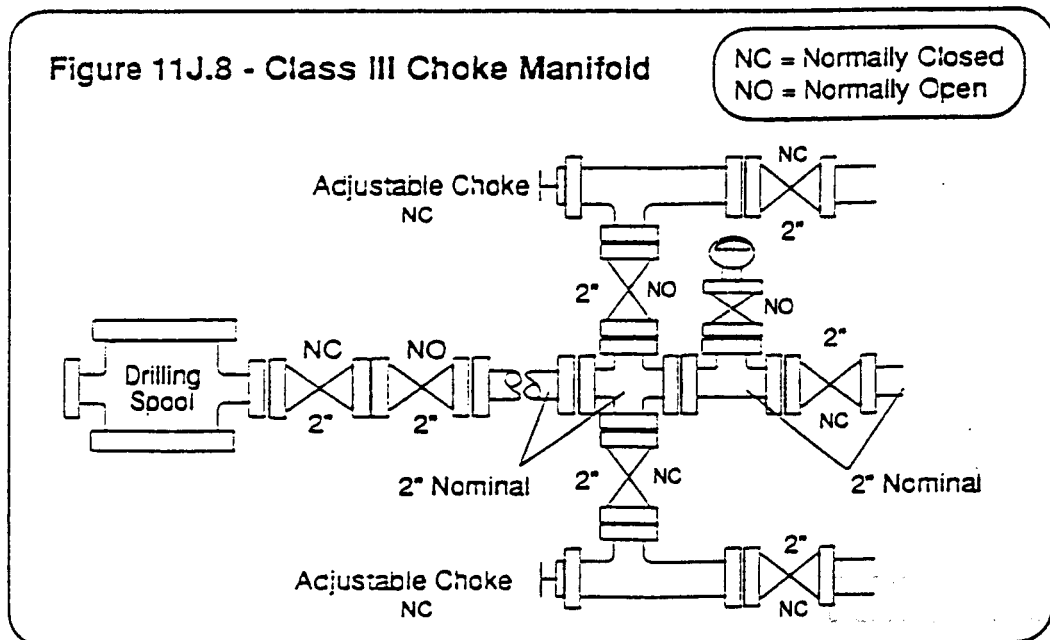 Figure 11J.8 - Class III Choke Manifold
NC = Normally Closed
NO = Normally Open
Adjustable Choke
NC
NC
2"
2"
NO
NO
Drilling
Spool
NC
NO
2"
2"
2"
NC
2" Nominal
2"
NC
2" Nominal
Adjustable Choke
NC
2"
NC